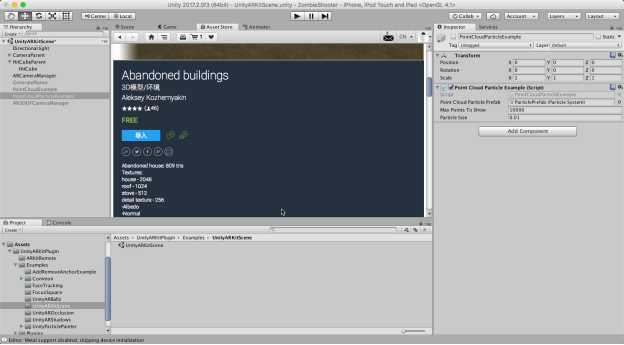 Unity 2017.2.0f3 (64bit) - UnityARKitScene.unity - ZombieShooter - iPhone, iPod Touch and iPad <OpenGL 4.1>
Center
Local
Collab
Account
Layers
Layout
Hierarchy
Create
UnityARKitScene*
Directional light
CameraParent
HitCubeParent
HitCube
ARCameraManager
GeneratePlanes
PointCloudExample
PointCloudParticleExample
Scene
Game
Asset Store
Animator
CN
Abandoned buildings
3D模型/环境
Aleksey Kozhemyakin
FREE
导入
Abandoned house: 809 tris
Textures:
house - 2048
roof - 1024
stove - 512
detail texture - 256
-Albedo
-Normal
Inspector
Services
PointCloudParticleExample
Static
Tag
Untagged
Layer
Default
Transform
Position X 0 Y 0 Z 0
Rotation X 0 Y 0 Z 0
Scale X 1 Y 1 Z 1
Point Cloud Particle Example (Script)
Script
PointCloudParticleExample
Point Cloud Particle Prefab
ParticlePrefab (Particle System)
Max Points To Show
10000
Particle Size
0.01
Add Component
Project
Console
Create
Assets
UnityARKitPlugin
ARKitRemote
Examples
AddRemoveAnchorExample
Common
FaceTracking
FocusSquare
UnityARBallz
UnityARKitScene
UnityAROcclusion
UnityARShadows
UnityParticlePainter
Plugins
Assets › UnityARKitPlugin › Examples › UnityARKitScene
UnityARKitScene
Editor: Metal support disabled, skipping device initialization